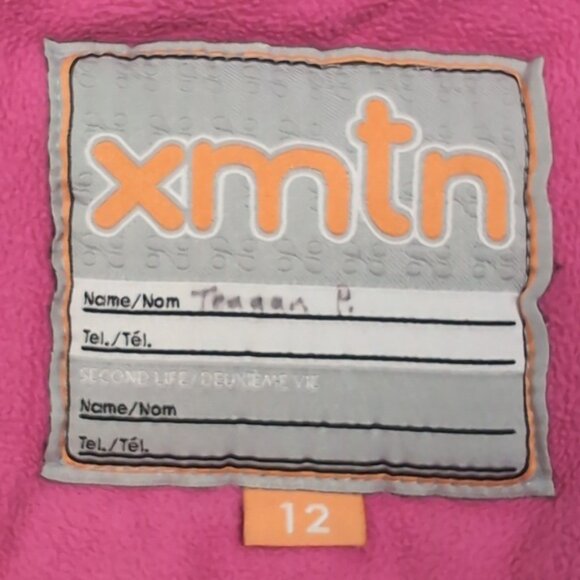 xmtn
Name/Nom Teagan P.
Tel./Tél.
SECOND LIFE/DEUXIÈME VIE
Name/Nom
Tel./Tél.
12